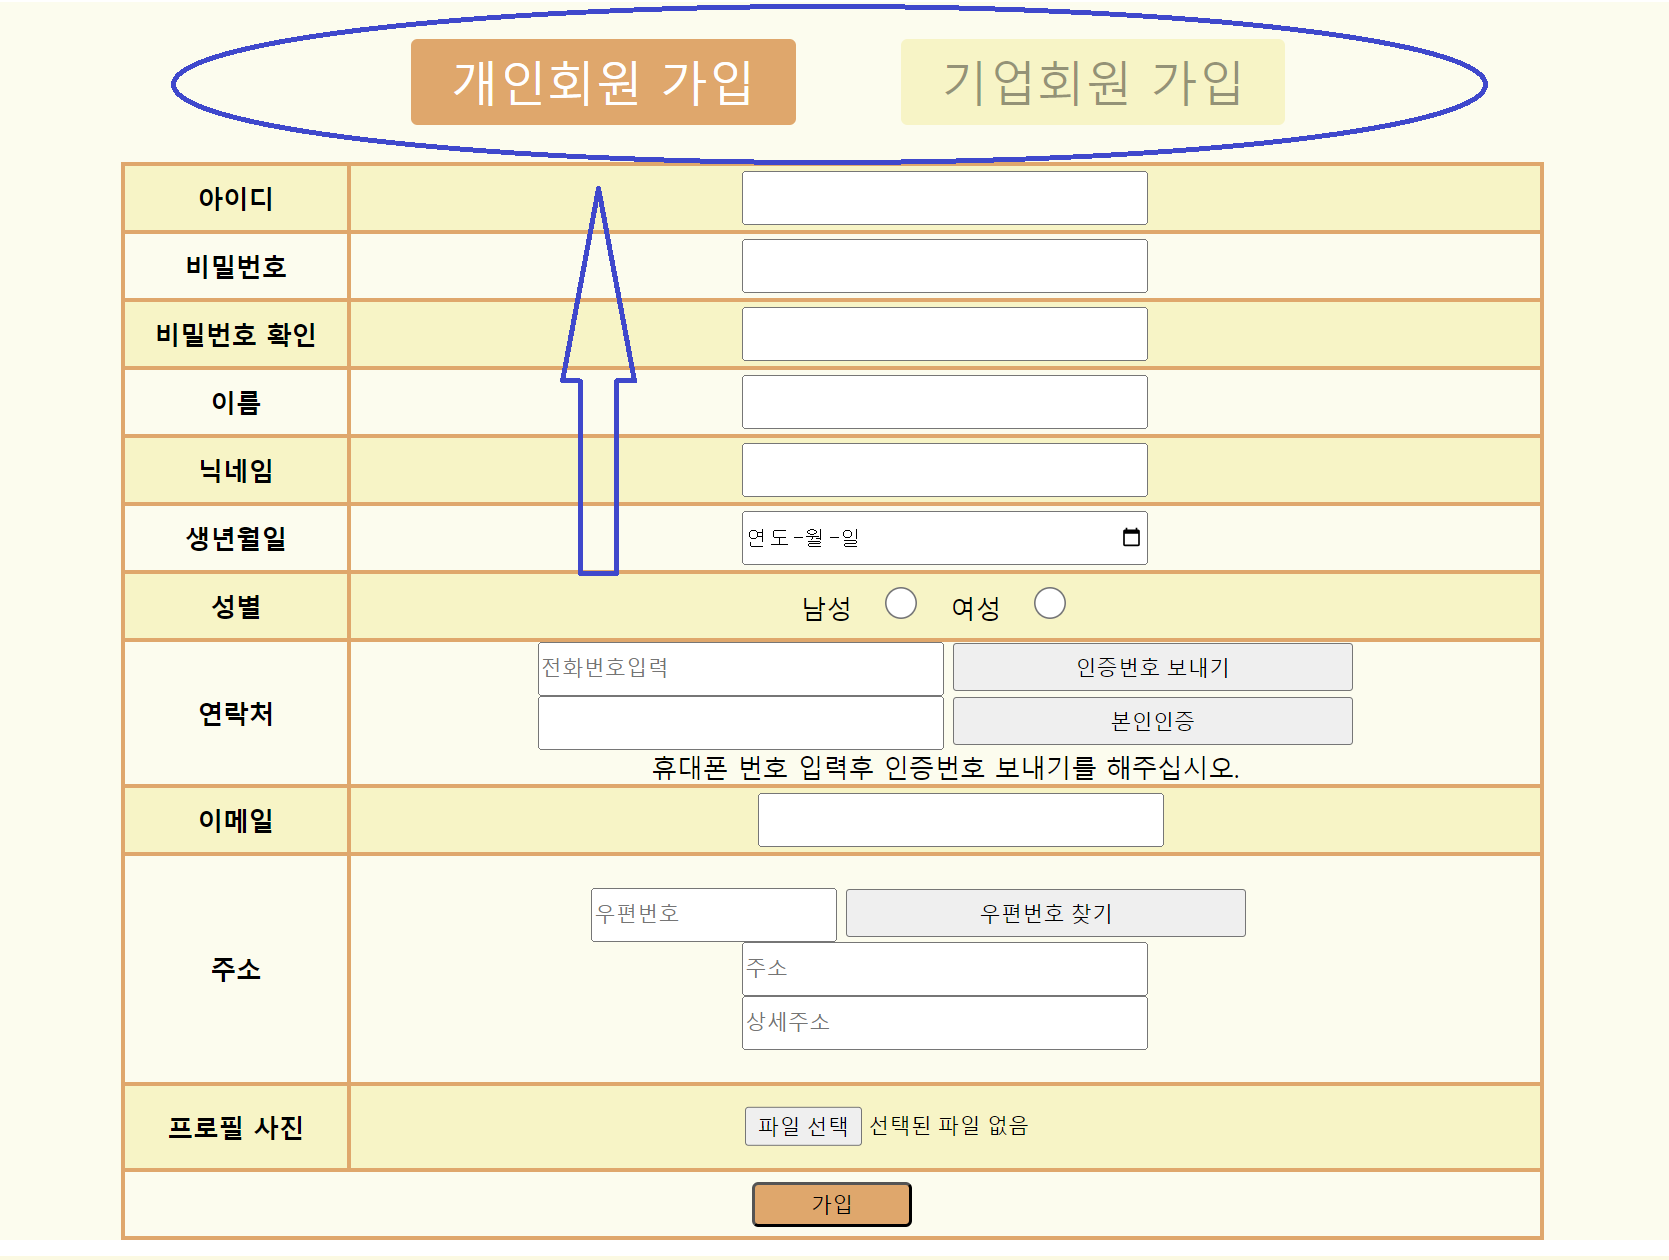 개인회원 가입 기업회원 가입
아이디
비밀번호
비밀번호 확인
이름
닉네임
생년월일 연도-월-일
성별 남성 여성
전화번호입력 인증번호 보내기
연락처 본인인증
휴대폰 번호 입력후 인증번호 보내기를 해주십시오.
이메일
우편번호 우편번호 찾기
주소 주소
상세주소
프로필 사진 파일 선택 선택된 파일 없음
가입